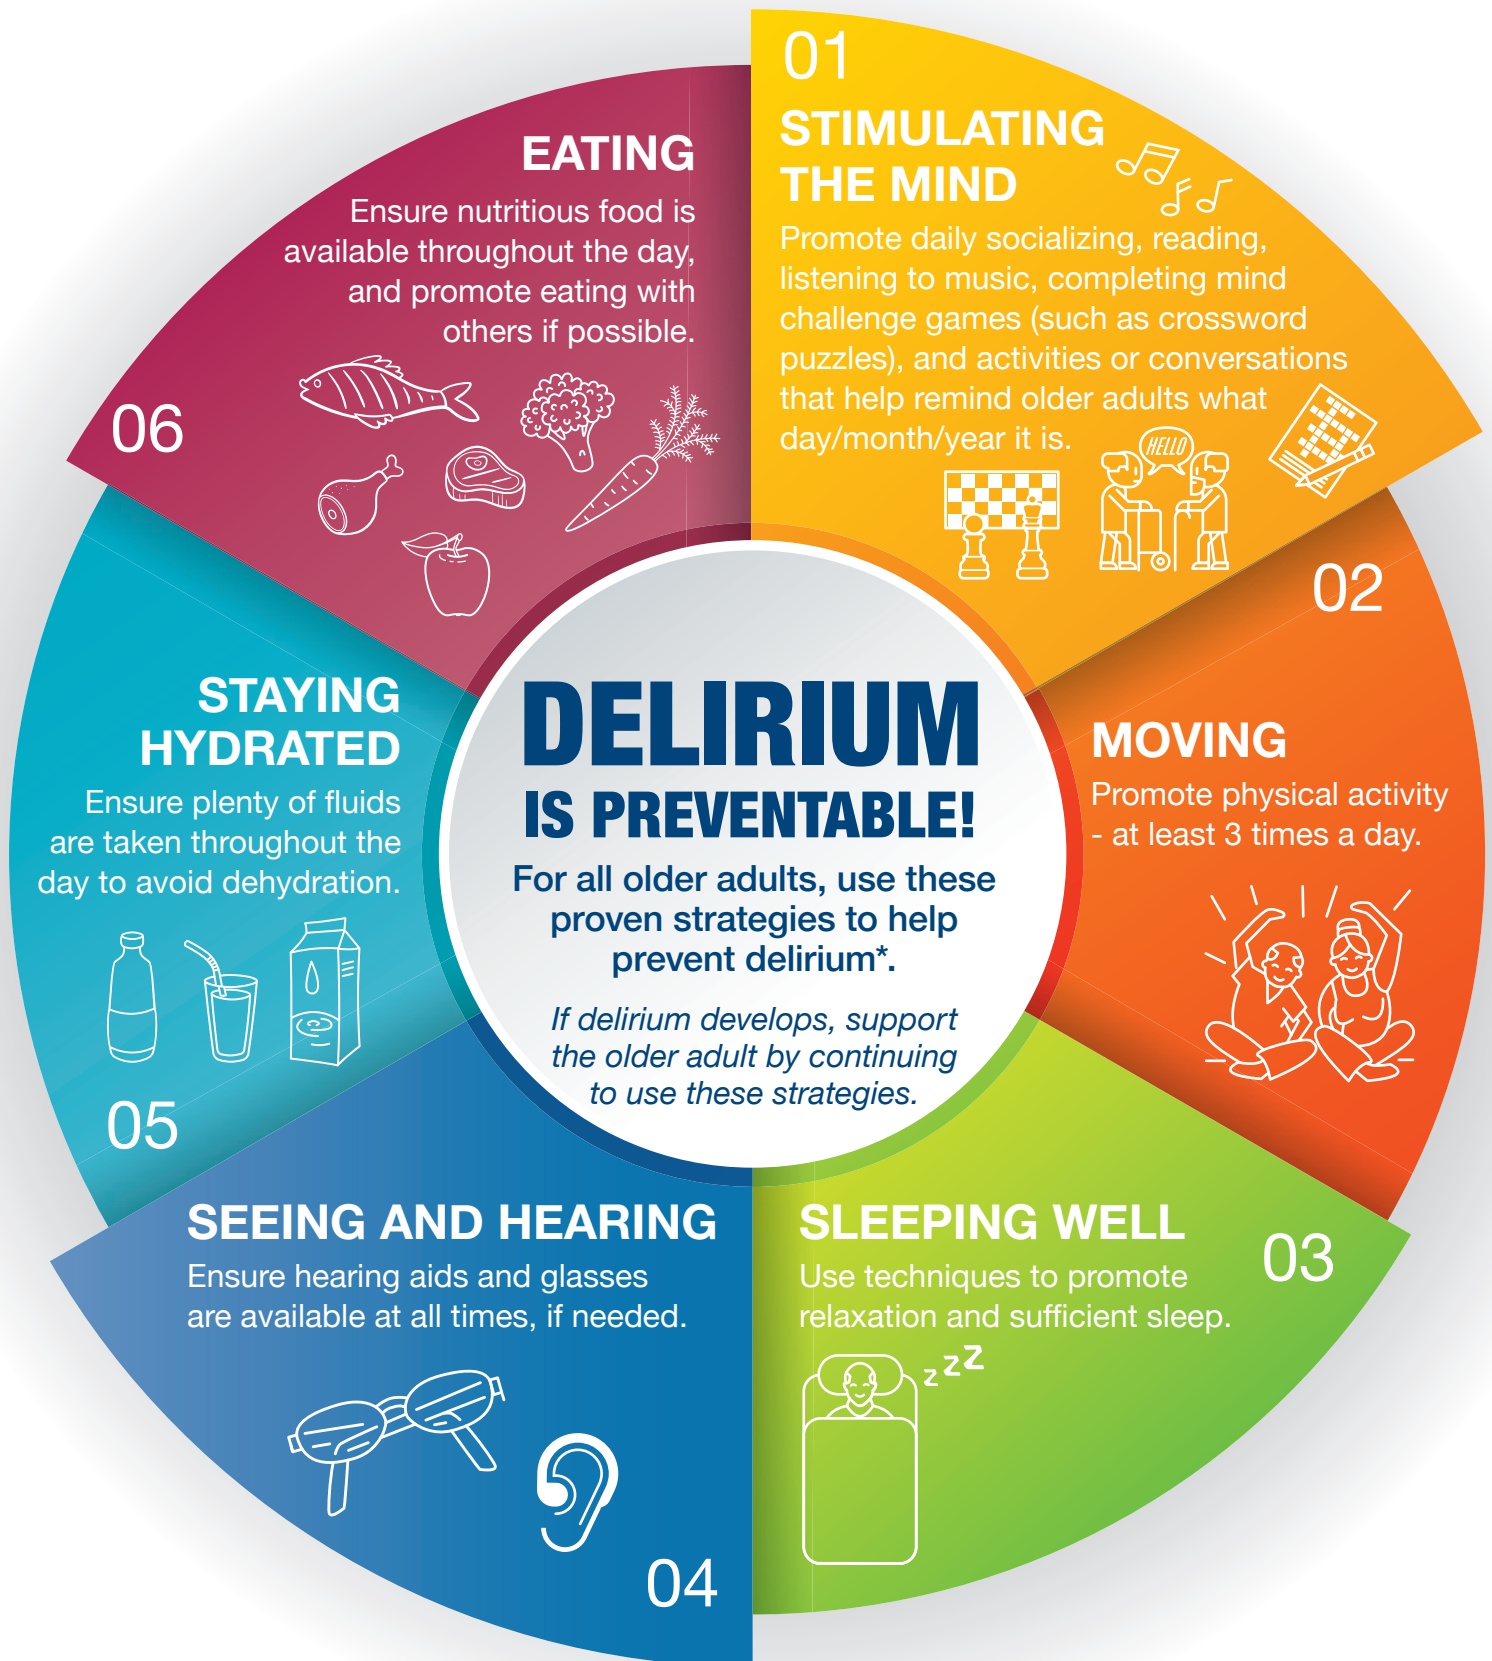 DELIRIUM
IS PREVENTABLE!
For all older adults, use these
proven strategies to help
prevent delirium*.
If delirium develops, support
the older adult by continuing
to use these strategies.
01
STIMULATING
THE MIND
Promote daily socializing, reading,
listening to music, completing mind
challenge games (such as crossword
puzzles), and activities or conversations
that help remind older adults what
day/month/year it is.
HELLO
02
MOVING
Promote physical activity
- at least 3 times a day.
03
SLEEPING WELL
Use techniques to promote
relaxation and sufficient sleep.
z z Z
04
SEEING AND HEARING
Ensure hearing aids and glasses
are available at all times, if needed.
05
STAYING
HYDRATED
Ensure plenty of fluids
are taken throughout the
day to avoid dehydration.
06
EATING
Ensure nutritious food is
available throughout the day,
and promote eating with
others if possible.